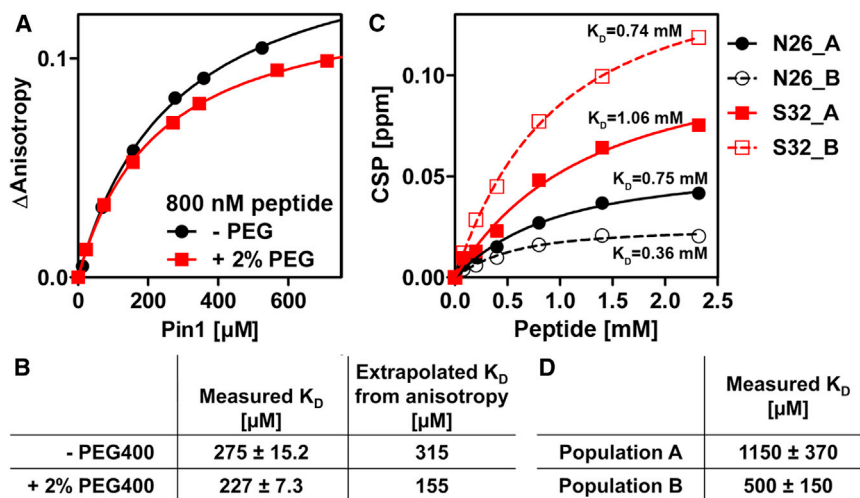 A
ΔAnisotropy
0.1
0.0
800 nM peptide
- PEG
+ 2% PEG
0 200 400 600
Pin1 [µM]
C
CSP [ppm]
0.10
0.05
0.00
K_D=0.74 mM
K_D=1.06 mM
K_D=0.75 mM
K_D=0.36 mM
0.0 0.5 1.0 1.5 2.0 2.5
Peptide [mM]
N26_A
N26_B
S32_A
S32_B
B
Measured K_D [µM]
Extrapolated K_D from anisotropy [µM]
- PEG400 275 ± 15.2 315
+ 2% PEG400 227 ± 7.3 155
D
Measured K_D [µM]
Population A 1150 ± 370
Population B 500 ± 150